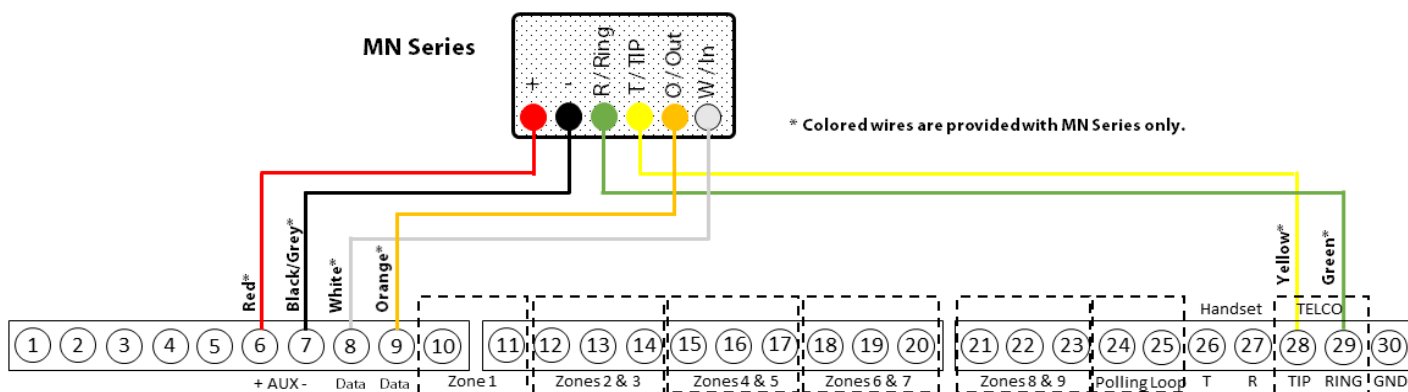 MN Series
+
-
R / Ring
T / TIP
O / Out
W / In
* Colored wires are provided with MN Series only.
Red*
Black/Grey*
White*
Orange*
Yellow*
Green*
Handset
TELCO
1 2 3 4 5 6 7 8 9 10 11 12 13 14 15 16 17 18 19 20 21 22 23 24 25 26 27 28 29 30
+ AUX - Data Data Zone 1 Zones 2 & 3 Zones 4 & 5 Zones 6 & 7 Zones 8 & 9 Polling Loop T R TIP RING GND